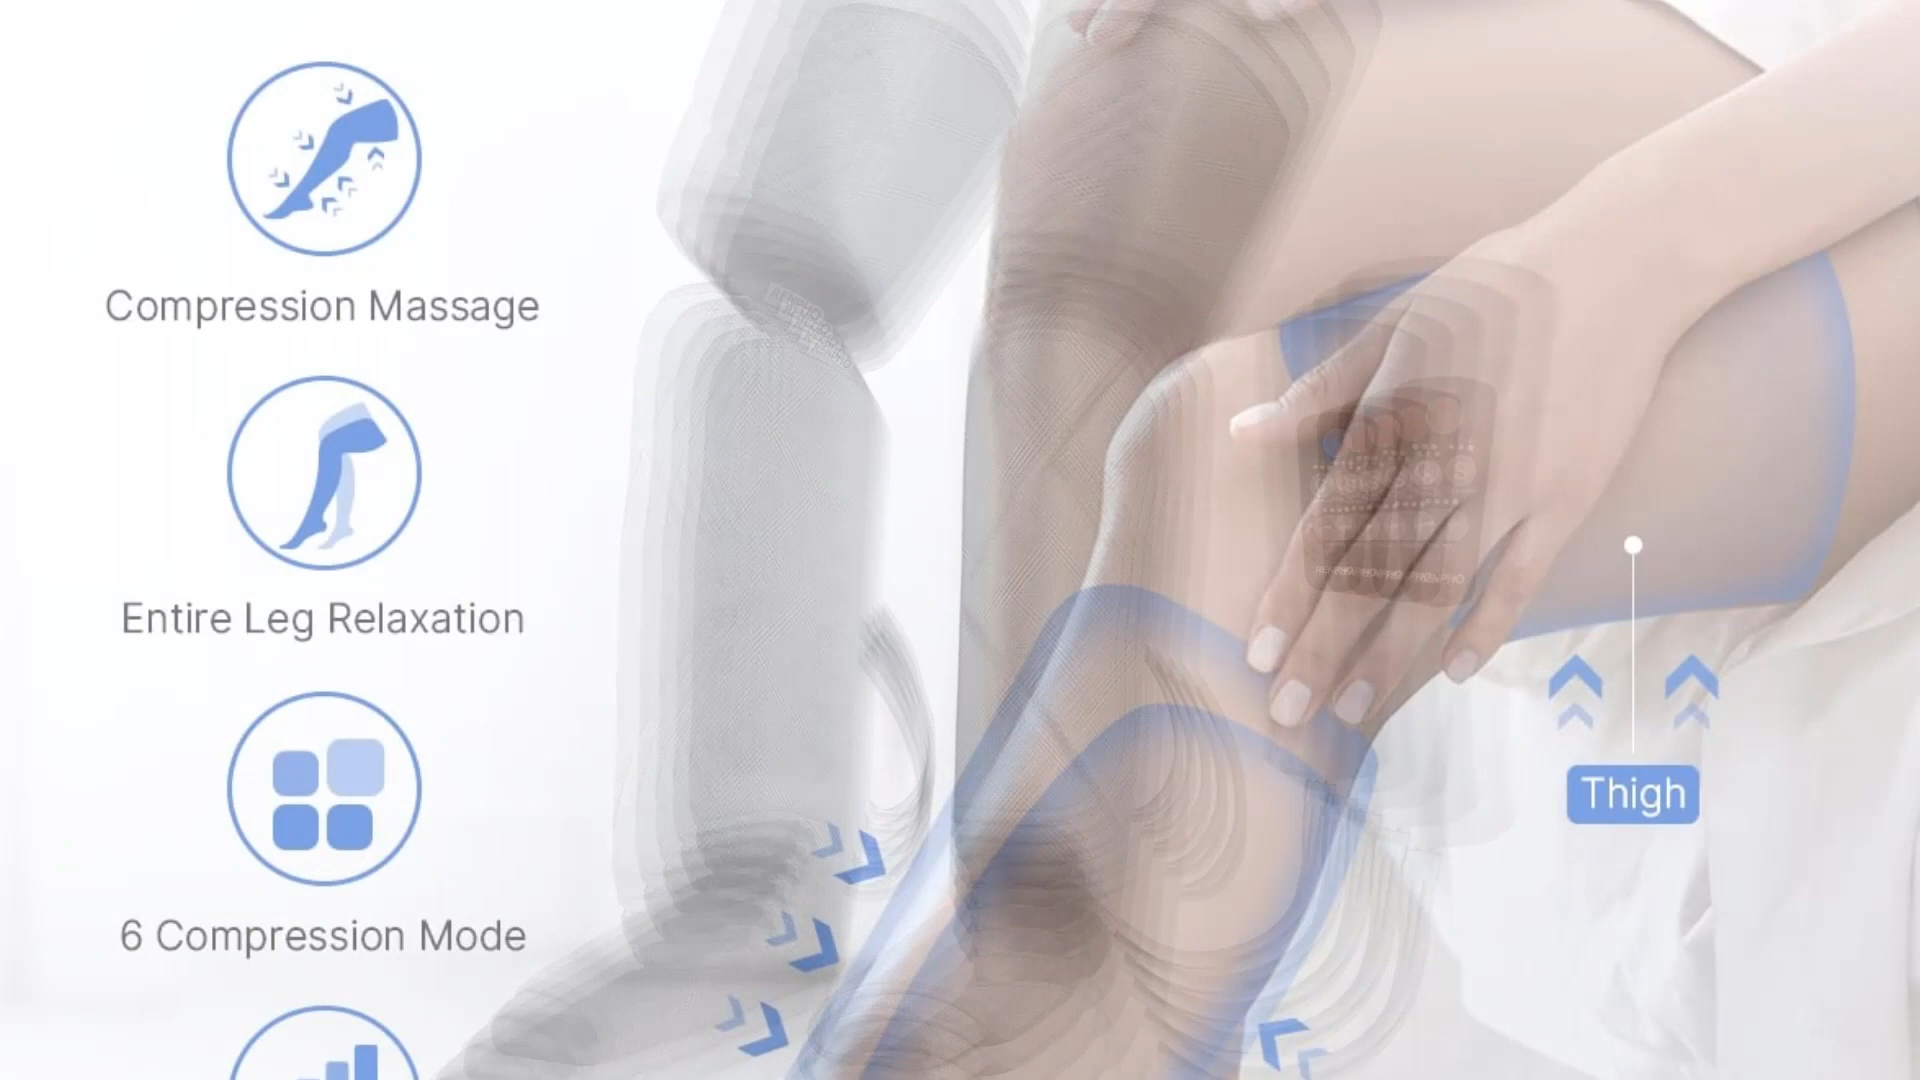 Compression Massage
Entire Leg Relaxation
6 Compression Mode
Thigh